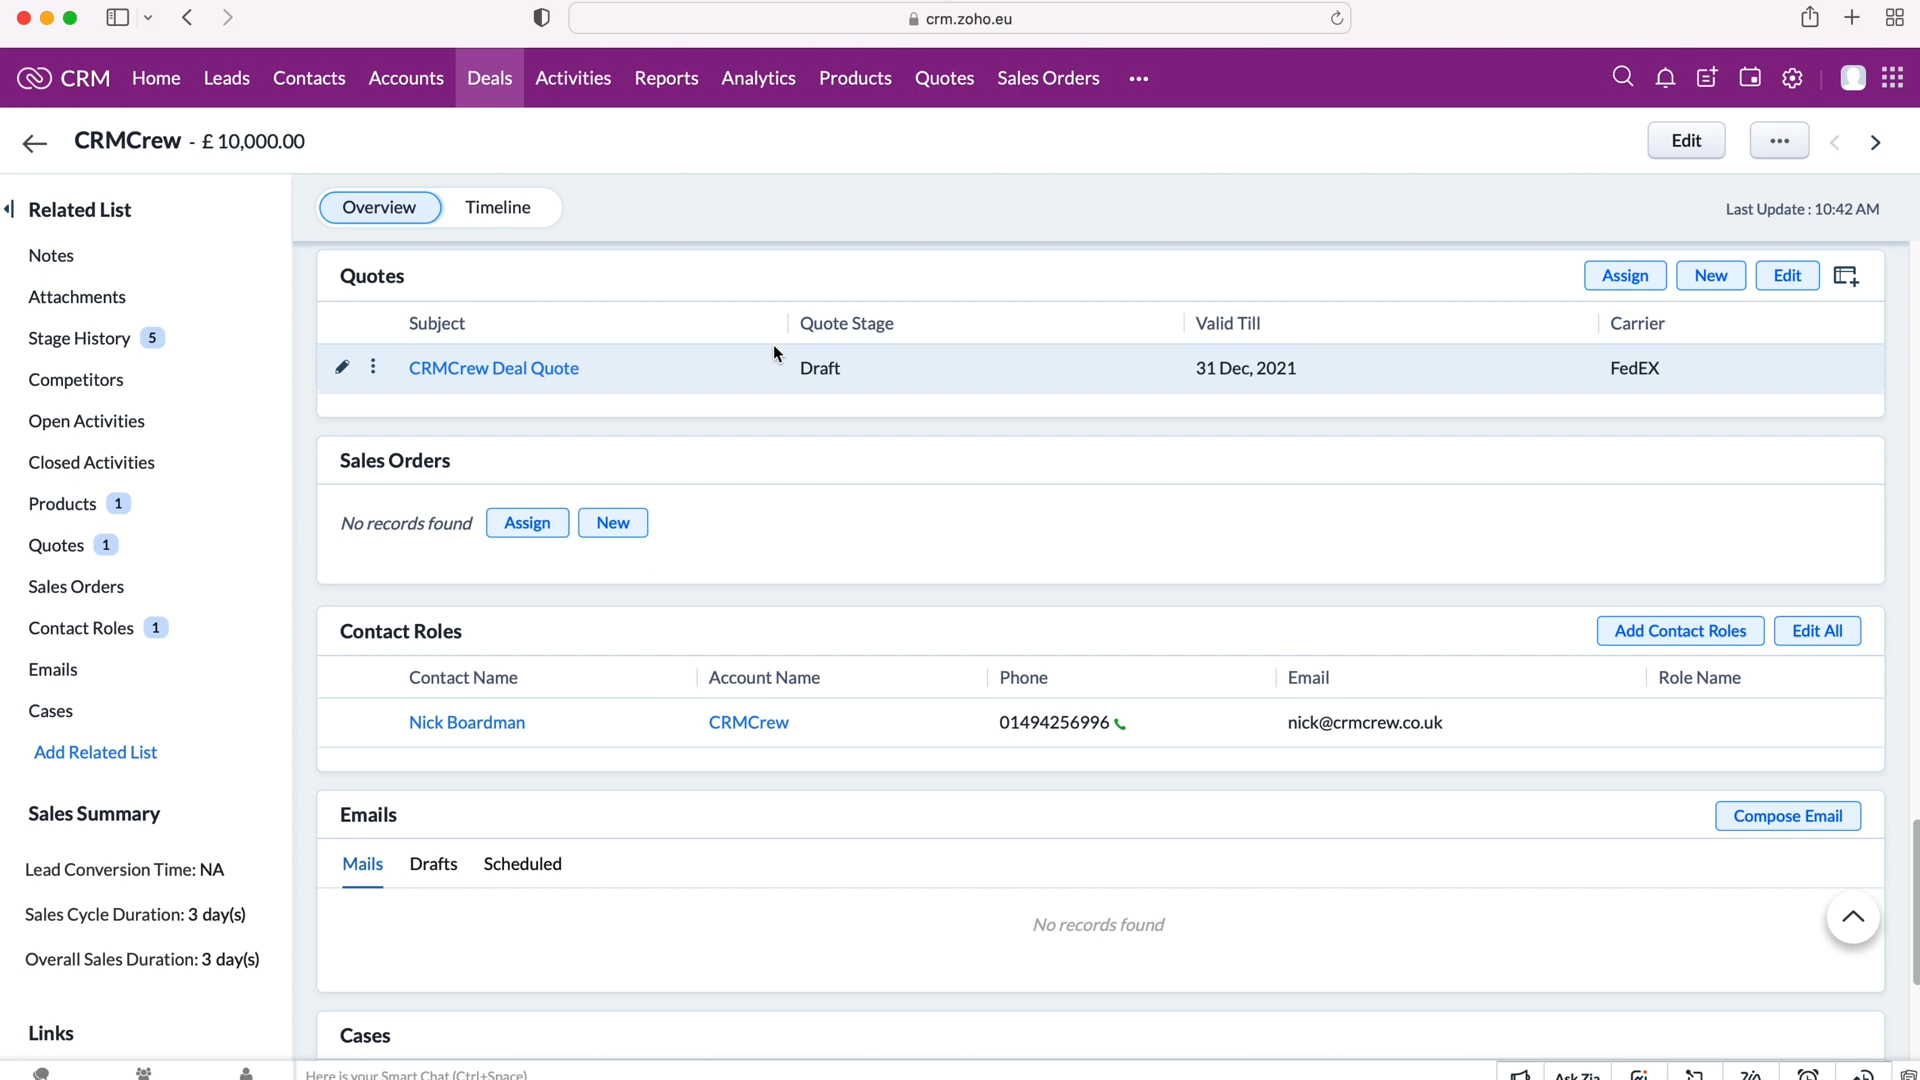 crm.zoho.eu
CRM Home Leads Contacts Accounts Deals Activities Reports Analytics Products Quotes Sales Orders •••
CRMCrew - £ 10,000.00
Edit •••
Related List
Overview Timeline
Last Update : 10:42 AM
Notes
Attachments
Stage History 5
Competitors
Open Activities
Closed Activities
Products 1
Quotes 1
Sales Orders
Contact Roles 1
Emails
Cases
Add Related List
Sales Summary
Lead Conversion Time: NA
Sales Cycle Duration: 3 day(s)
Overall Sales Duration: 3 day(s)
Links
Quotes
Assign New Edit
Subject Quote Stage Valid Till Carrier
CRMCrew Deal Quote Draft 31 Dec, 2021 FedEX
Sales Orders
No records found Assign New
Contact Roles
Add Contact Roles Edit All
Contact Name Account Name Phone Email Role Name
Nick Boardman CRMCrew 01494256996 nick@crmcrew.co.uk
Emails
Compose Email
Mails Drafts Scheduled
No records found
Cases
Here is your Smart Chat (Ctrl+Space)
Ask Zia